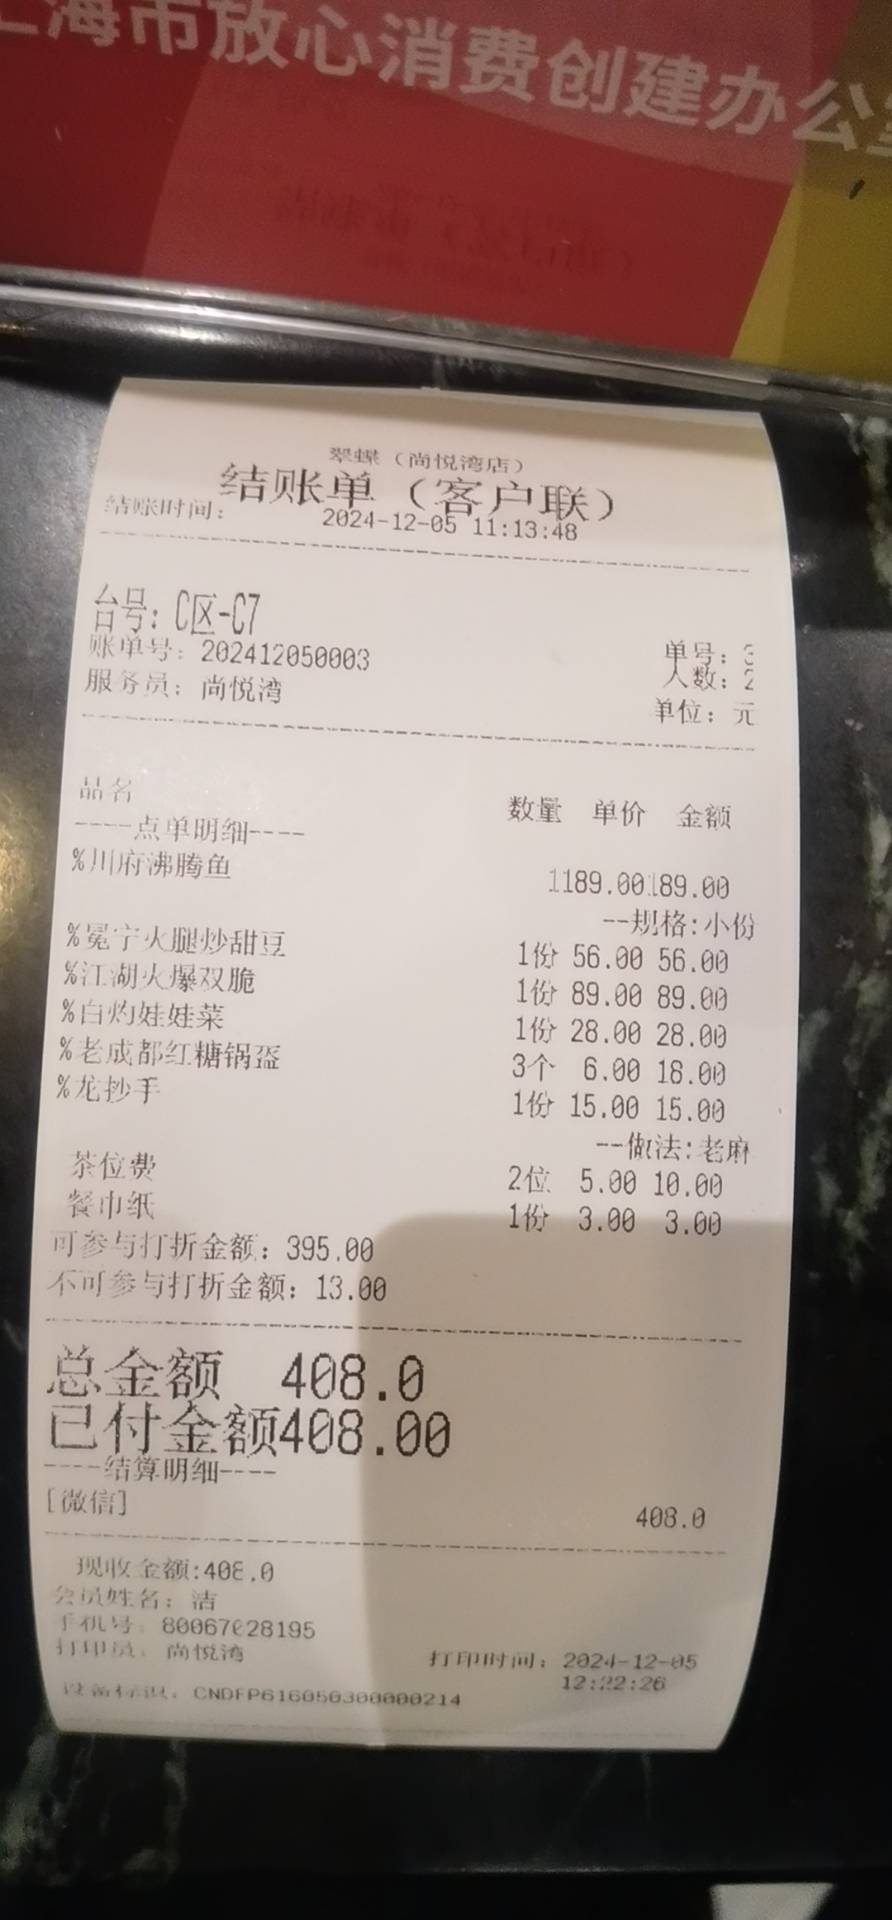 上海市放心消费创建办公室
翠蝶（尚悦湾店）
结账单（客户联）
结账时间： 2024-12-05 11:13:48
台号：C区-C7
账单号：202412050003 单号：3
人数：2
服务员：尚悦湾 单位：元
品名 数量 单价 金额
----点单明细----
%川府沸腾鱼 1189.00189.00
--规格:小份
%冕宁火腿炒甜豆 1份 56.00 56.00
%江湖火爆双脆 1份 89.00 89.00
%白灼娃娃菜 1份 28.00 28.00
%老成都红糖锅盔 3个 6.00 18.00
%龙抄手 1份 15.00 15.00
--做法:老麻
茶位费 2位 5.00 10.00
餐巾纸 1份 3.00 3.00
可参与打折金额：395.00
不可参与打折金额：13.00
总金额 408.0
已付金额408.00
----结算明细----
[微信] 408.0
现收金额:408.0
会员姓名：洁
手机号：80067028195
打印员：尚悦湾 打印时间：2024-12-05
12:22:26
设备标识：CNDFP616050300000214